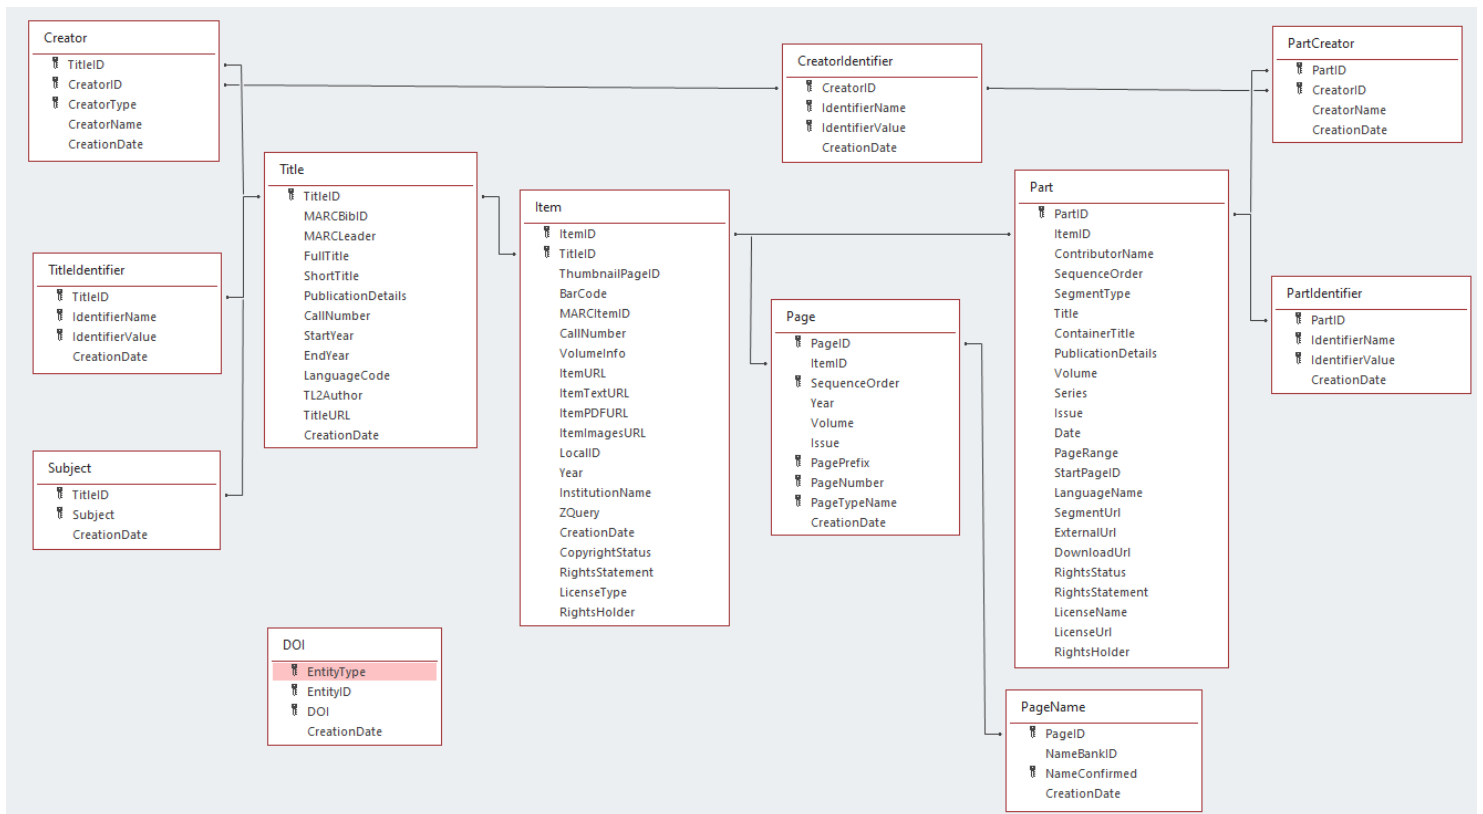 Creator
TitleID
CreatorID
CreatorType
CreatorName
CreationDate
CreatorIdentifier
CreatorID
IdentifierName
IdentifierValue
CreationDate
PartCreator
PartID
CreatorID
CreatorName
CreationDate
Title
TitleID
MARCBibID
MARCLeader
FullTitle
ShortTitle
PublicationDetails
CallNumber
StartYear
EndYear
LanguageCode
TL2Author
TitleURL
CreationDate
Item
ItemID
TitleID
ThumbnailPageID
BarCode
MARCItemID
CallNumber
VolumeInfo
ItemURL
ItemTextURL
ItemPDFURL
ItemImagesURL
LocalID
Year
InstitutionName
ZQuery
CreationDate
CopyrightStatus
RightsStatement
LicenseType
RightsHolder
Part
PartID
ItemID
ContributorName
SequenceOrder
SegmentType
Title
ContainerTitle
PublicationDetails
Volume
Series
Issue
Date
PageRange
StartPageID
LanguageName
SegmentUrl
ExternalUrl
DownloadUrl
RightsStatus
RightsStatement
LicenseName
LicenseUrl
RightsHolder
TitleIdentifier
TitleID
IdentifierName
IdentifierValue
CreationDate
Page
PageID
ItemID
SequenceOrder
Year
Volume
Issue
PagePrefix
PageNumber
PageTypeName
CreationDate
PartIdentifier
PartID
IdentifierName
IdentifierValue
CreationDate
Subject
TitleID
Subject
CreationDate
DOI
EntityType
EntityID
DOI
CreationDate
PageName
PageID
NameBankID
NameConfirmed
CreationDate